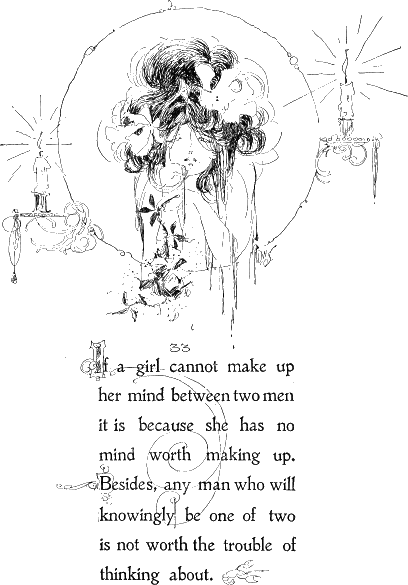 33
If a girl cannot make up
her mind between two men
it is because she has no
mind worth making up.
Besides, any man who will
knowingly be one of two
is not worth the trouble of
thinking about.